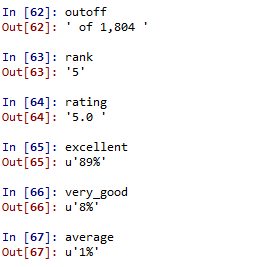 In [62]: outoff
Out[62]: ' of 1,804 '
In [63]: rank
Out[63]: '5'
In [64]: rating
Out[64]: '5.0 '
In [65]: excellent
Out[65]: u'89%'
In [66]: very_good
Out[66]: u'8%'
In [67]: average
Out[67]: u'1%'